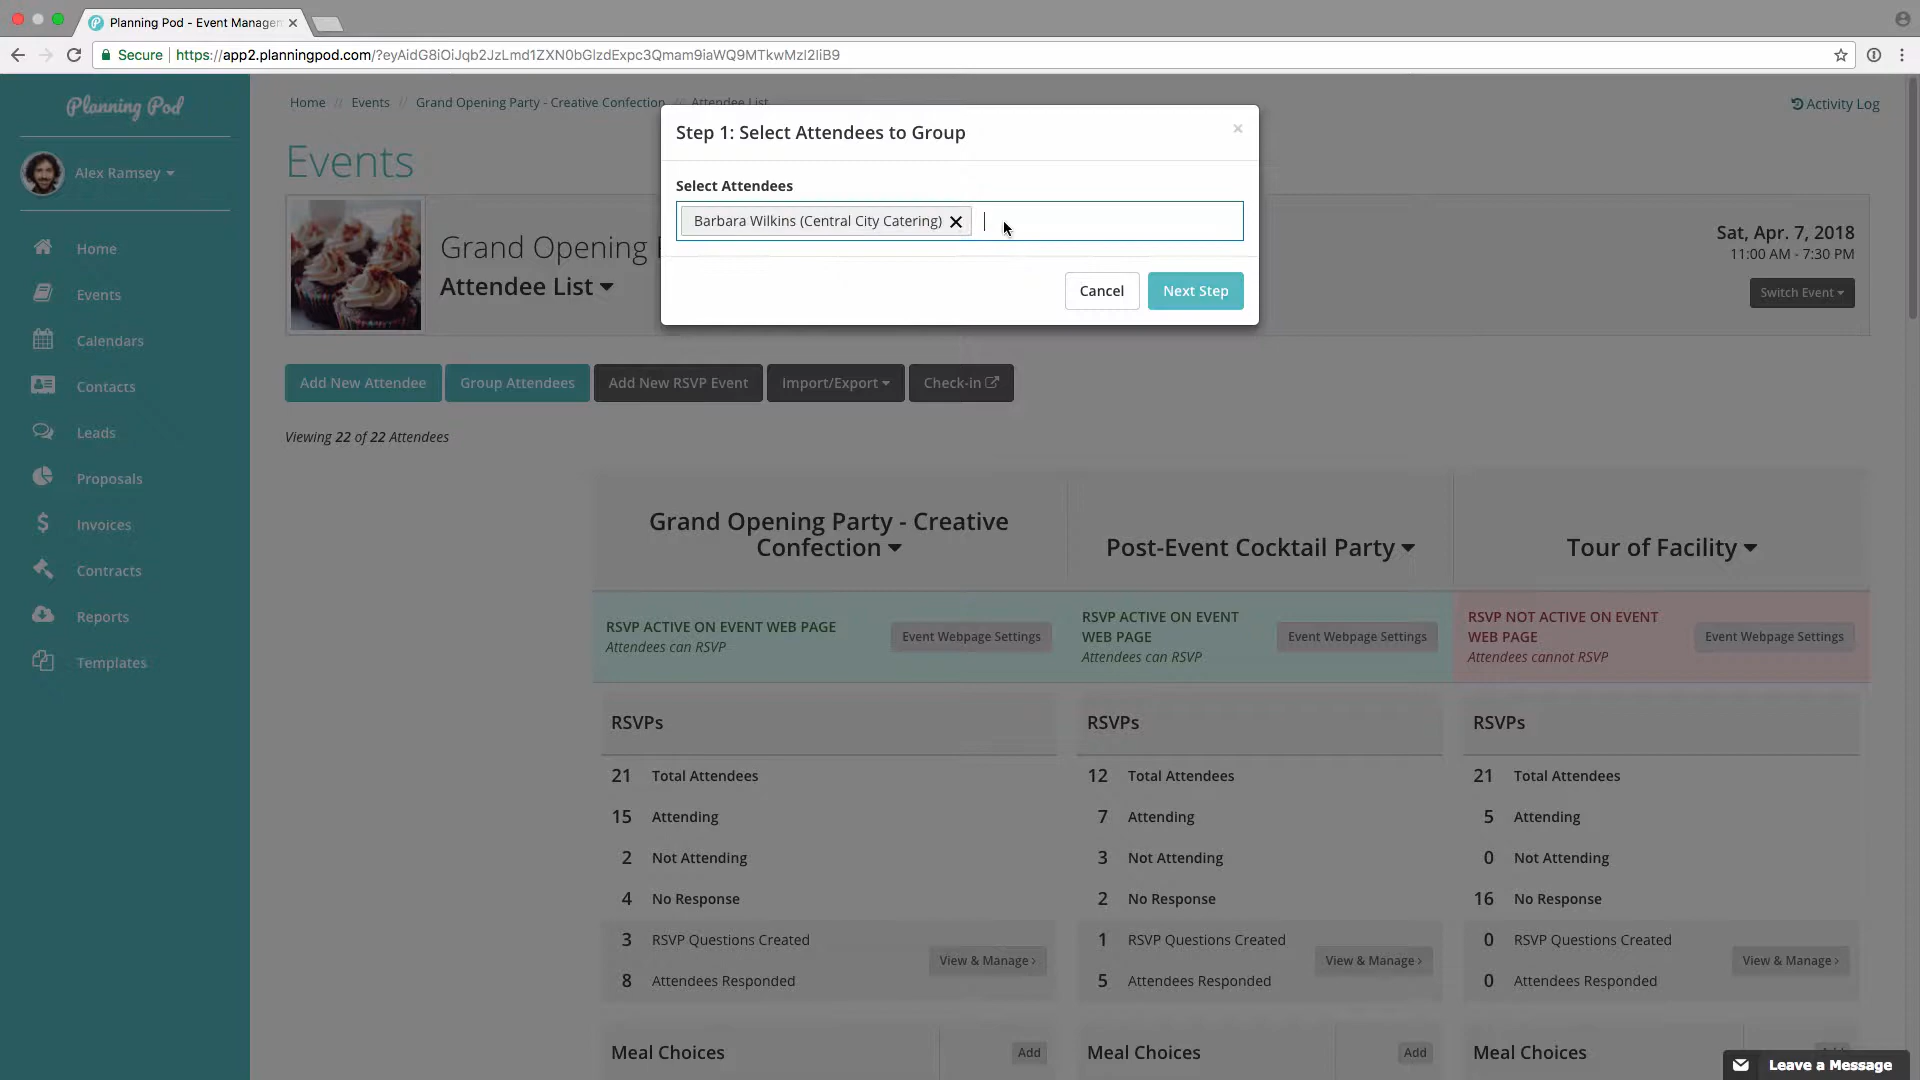 Planning Pod - Event Managem
Secure https://app2.planningpod.com/?eyAidG8iOiJqb2JzLmd1ZXN0bGlzdExpc3Qmam9iaWQ9MTkwMzI2IiB9
Planning Pod
Alex Ramsey
Home
Events
Calendars
Contacts
Leads
Proposals
Invoices
Contracts
Reports
Templates
Home // Events // Grand Opening Party - Creative Confection // Attendee List
Activity Log
Events
Grand Opening
Attendee List
Sat, Apr. 7, 2018
11:00 AM - 7:30 PM
Switch Event
Step 1: Select Attendees to Group
×
Select Attendees
Barbara Wilkins (Central City Catering)
Cancel
Next Step
Add New Attendee
Group Attendees
Add New RSVP Event
Import/Export
Check-in
Viewing 22 of 22 Attendees
Grand Opening Party - Creative
Confection
Post-Event Cocktail Party
Tour of Facility
RSVP ACTIVE ON EVENT WEB PAGE
Attendees can RSVP
Event Webpage Settings
RSVP ACTIVE ON EVENT
WEB PAGE
Attendees can RSVP
Event Webpage Settings
RSVP NOT ACTIVE ON EVENT
WEB PAGE
Attendees cannot RSVP
Event Webpage Settings
RSVPs
21 Total Attendees
15 Attending
2 Not Attending
4 No Response
3 RSVP Questions Created
8 Attendees Responded
View & Manage ›
Meal Choices
Add
RSVPs
12 Total Attendees
7 Attending
3 Not Attending
2 No Response
1 RSVP Questions Created
5 Attendees Responded
View & Manage ›
Meal Choices
Add
RSVPs
21 Total Attendees
5 Attending
0 Not Attending
16 No Response
0 RSVP Questions Created
0 Attendees Responded
View & Manage ›
Meal Choices
Leave a Message